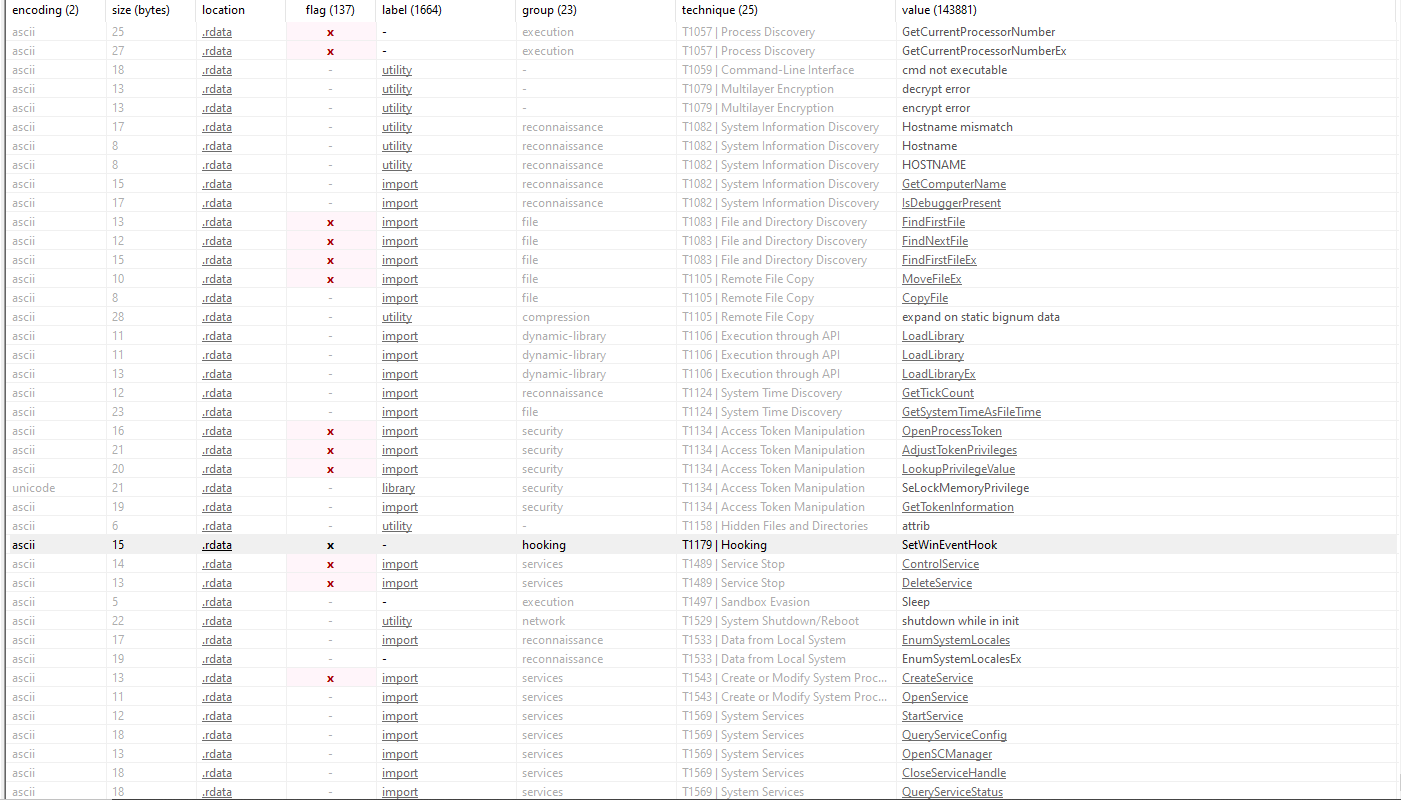 encoding (2) size (bytes) location flag (137) label (1664) group (23) technique (25) value (143881)
ascii 25 .rdata x - execution T1057 | Process Discovery GetCurrentProcessorNumber
ascii 27 .rdata x - execution T1057 | Process Discovery GetCurrentProcessorNumberEx
ascii 18 .rdata - utility - T1059 | Command-Line Interface cmd not executable
ascii 13 .rdata - utility - T1079 | Multilayer Encryption decrypt error
ascii 13 .rdata - utility - T1079 | Multilayer Encryption encrypt error
ascii 17 .rdata - utility reconnaissance T1082 | System Information Discovery Hostname mismatch
ascii 8 .rdata - utility reconnaissance T1082 | System Information Discovery Hostname
ascii 8 .rdata - utility reconnaissance T1082 | System Information Discovery HOSTNAME
ascii 15 .rdata - import reconnaissance T1082 | System Information Discovery GetComputerName
ascii 17 .rdata - import reconnaissance T1082 | System Information Discovery IsDebuggerPresent
ascii 13 .rdata x import file T1083 | File and Directory Discovery FindFirstFile
ascii 12 .rdata x import file T1083 | File and Directory Discovery FindNextFile
ascii 15 .rdata x import file T1083 | File and Directory Discovery FindFirstFileEx
ascii 10 .rdata x import file T1105 | Remote File Copy MoveFileEx
ascii 8 .rdata - import file T1105 | Remote File Copy CopyFile
ascii 28 .rdata - utility compression T1105 | Remote File Copy expand on static bignum data
ascii 11 .rdata - import dynamic-library T1106 | Execution through API LoadLibrary
ascii 11 .rdata - import dynamic-library T1106 | Execution through API LoadLibrary
ascii 13 .rdata - import dynamic-library T1106 | Execution through API LoadLibraryEx
ascii 12 .rdata - import reconnaissance T1124 | System Time Discovery GetTickCount
ascii 23 .rdata - import file T1124 | System Time Discovery GetSystemTimeAsFileTime
ascii 16 .rdata x import security T1134 | Access Token Manipulation OpenProcessToken
ascii 21 .rdata x import security T1134 | Access Token Manipulation AdjustTokenPrivileges
ascii 20 .rdata x import security T1134 | Access Token Manipulation LookupPrivilegeValue
unicode 21 .rdata - library security T1134 | Access Token Manipulation SeLockMemoryPrivilege
ascii 19 .rdata - import security T1134 | Access Token Manipulation GetTokenInformation
ascii 6 .rdata - utility - T1158 | Hidden Files and Directories attrib
ascii 15 .rdata x - hooking T1179 | Hooking SetWinEventHook
ascii 14 .rdata x import services T1489 | Service Stop ControlService
ascii 13 .rdata x import services T1489 | Service Stop DeleteService
ascii 5 .rdata - - execution T1497 | Sandbox Evasion Sleep
ascii 22 .rdata - utility network T1529 | System Shutdown/Reboot shutdown while in init
ascii 17 .rdata - import reconnaissance T1533 | Data from Local System EnumSystemLocales
ascii 19 .rdata - - reconnaissance T1533 | Data from Local System EnumSystemLocalesEx
ascii 13 .rdata x import services T1543 | Create or Modify System Proc... CreateService
ascii 11 .rdata - import services T1543 | Create or Modify System Proc... OpenService
ascii 12 .rdata - import services T1569 | System Services StartService
ascii 18 .rdata - import services T1569 | System Services QueryServiceConfig
ascii 13 .rdata - import services T1569 | System Services OpenSCManager
ascii 18 .rdata - import services T1569 | System Services CloseServiceHandle
ascii 18 .rdata - import services T1569 | System Services QueryServiceStatus